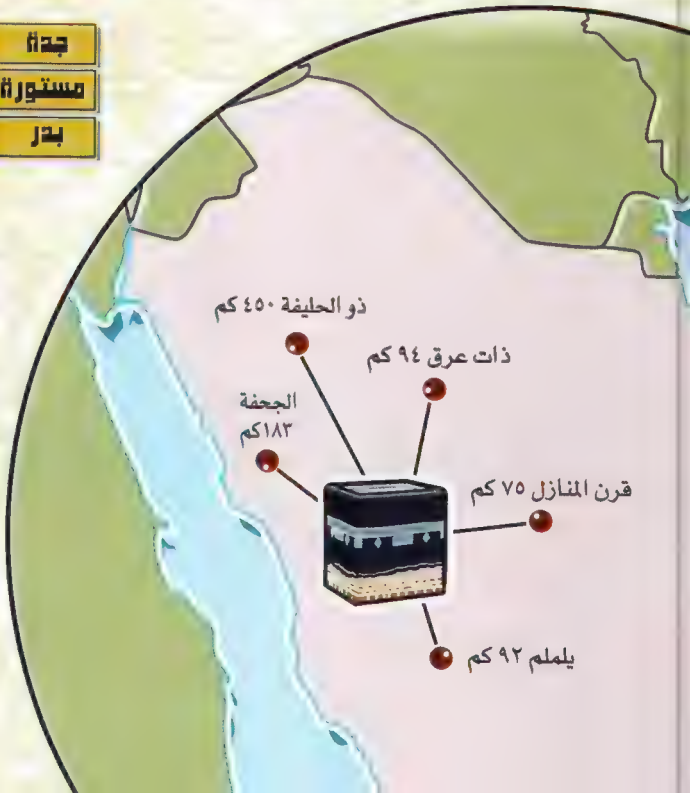 جدة
مستورة
بدر
ذو الحليفة ٤٥٠ كم
ذات عرق ٩٤ كم
الجحفة
١٨٣كم
قرن المنازل ٧٥ كم
يلملم ٩٢ كم